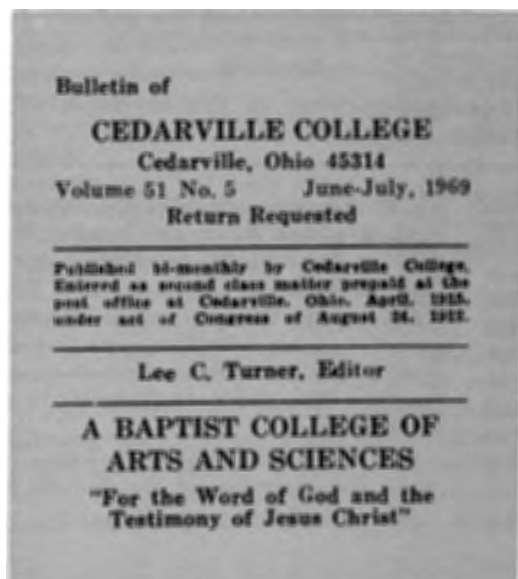 Bulletin of
CEDARVILLE COLLEGE
Cedarville, Ohio 45314
Volume 51 No. 5 June-July, 1969
Return Requested
Published bi-monthly by Cedarville College.
Entered as second class matter prepaid at the
post office at Cedarville, Ohio, April, 1915,
under act of Congress of August 24, 1912.
Lee C. Turner, Editor
A BAPTIST COLLEGE OF
ARTS AND SCIENCES
"For the Word of God and the
Testimony of Jesus Christ"